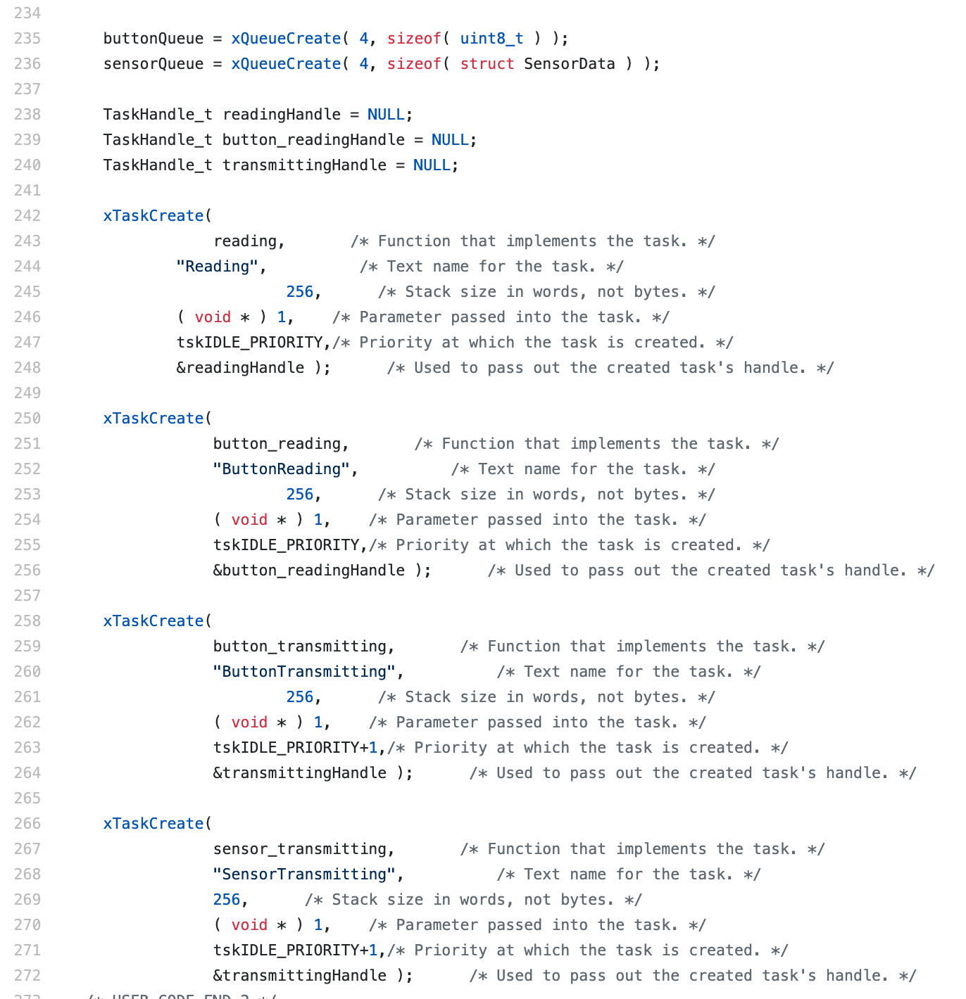 234
235 buttonQueue = xQueueCreate( 4, sizeof( uint8_t ) );
236 sensorQueue = xQueueCreate( 4, sizeof( struct SensorData ) );
237
238 TaskHandle_t readingHandle = NULL;
239 TaskHandle_t button_readingHandle = NULL;
240 TaskHandle_t transmittingHandle = NULL;
241
242 xTaskCreate(
243 reading, /* Function that implements the task. */
244 "Reading", /* Text name for the task. */
245 256, /* Stack size in words, not bytes. */
246 ( void * ) 1, /* Parameter passed into the task. */
247 tskIDLE_PRIORITY,/* Priority at which the task is created. */
248 &readingHandle ); /* Used to pass out the created task's handle. */
249
250 xTaskCreate(
251 button_reading, /* Function that implements the task. */
252 "ButtonReading", /* Text name for the task. */
253 256, /* Stack size in words, not bytes. */
254 ( void * ) 1, /* Parameter passed into the task. */
255 tskIDLE_PRIORITY,/* Priority at which the task is created. */
256 &button_readingHandle ); /* Used to pass out the created task's handle. */
257
258 xTaskCreate(
259 button_transmitting, /* Function that implements the task. */
260 "ButtonTransmitting", /* Text name for the task. */
261 256, /* Stack size in words, not bytes. */
262 ( void * ) 1, /* Parameter passed into the task. */
263 tskIDLE_PRIORITY+1,/* Priority at which the task is created. */
264 &transmittingHandle ); /* Used to pass out the created task's handle. */
265
266 xTaskCreate(
267 sensor_transmitting, /* Function that implements the task. */
268 "SensorTransmitting", /* Text name for the task. */
269 256, /* Stack size in words, not bytes. */
270 ( void * ) 1, /* Parameter passed into the task. */
271 tskIDLE_PRIORITY+1,/* Priority at which the task is created. */
272 &transmittingHandle ); /* Used to pass out the created task's handle. */
273 /* USER CODE END 2 */